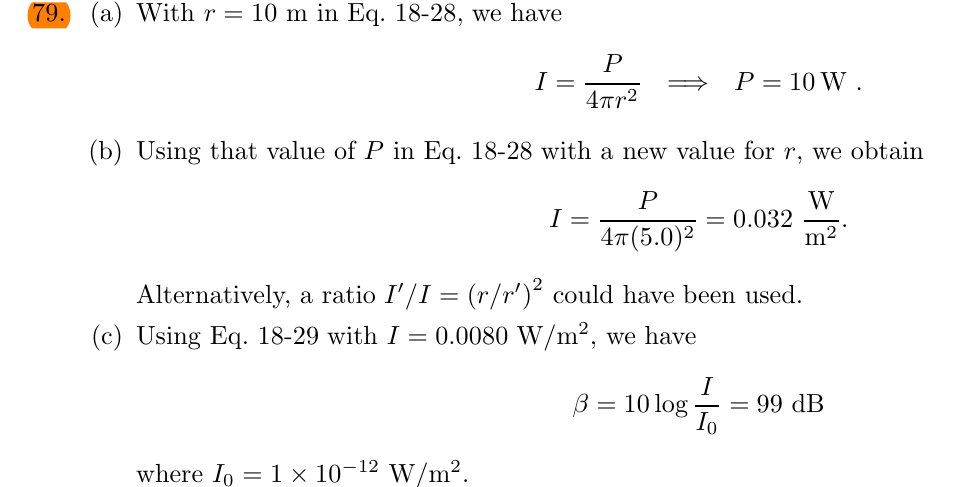 79. (a) With r = 10 m in Eq. 18-28, we have
I = P / 4πr² ⟹ P = 10 W .
(b) Using that value of P in Eq. 18-28 with a new value for r, we obtain
I = P / 4π(5.0)² = 0.032 W / m² .
Alternatively, a ratio I′/I = (r/r′)² could have been used.
(c) Using Eq. 18-29 with I = 0.0080 W/m², we have
β = 10 log I / I₀ = 99 dB
where I₀ = 1 × 10⁻¹² W/m².